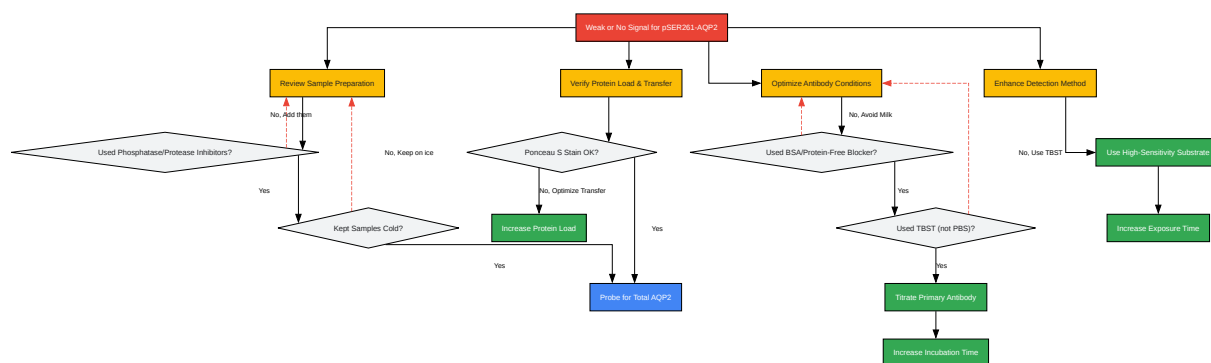 Weak or No Signal for pSER261-AQP2
Review Sample Preparation
Verify Protein Load & Transfer
Optimize Antibody Conditions
Enhance Detection Method
No, Add them
No, Avoid Milk
Used Phosphatase/Protease Inhibitors?
No, Keep on ice
Ponceau S Stain OK?
Used BSA/Protein-Free Blocker?
No, Use TBST
Use High-Sensitivity Substrate
Yes
No, Optimize Transfer
Yes
Kept Samples Cold?
Increase Protein Load
Yes
Used TBST (not PBS)?
Increase Exposure Time
Yes
Yes
Probe for Total AQP2
Titrate Primary Antibody
Increase Incubation Time